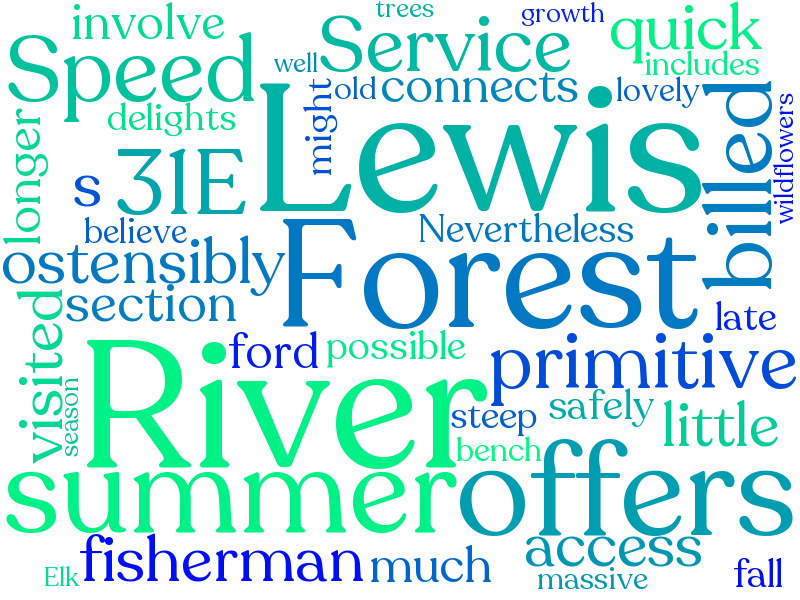 trees
growth
involve
Service
quick
Speed
well
includes
old
connects
lovely
delights
might
Lewis
billed
wildflowers
longer
31E
s
believe
Nevertheless
ostensibly
Forest
section
late
visited
ford
possible
primitive
season
River
steep
safely
little
bench
summer
offers
fisherman
much
access
Elk
massive
fall